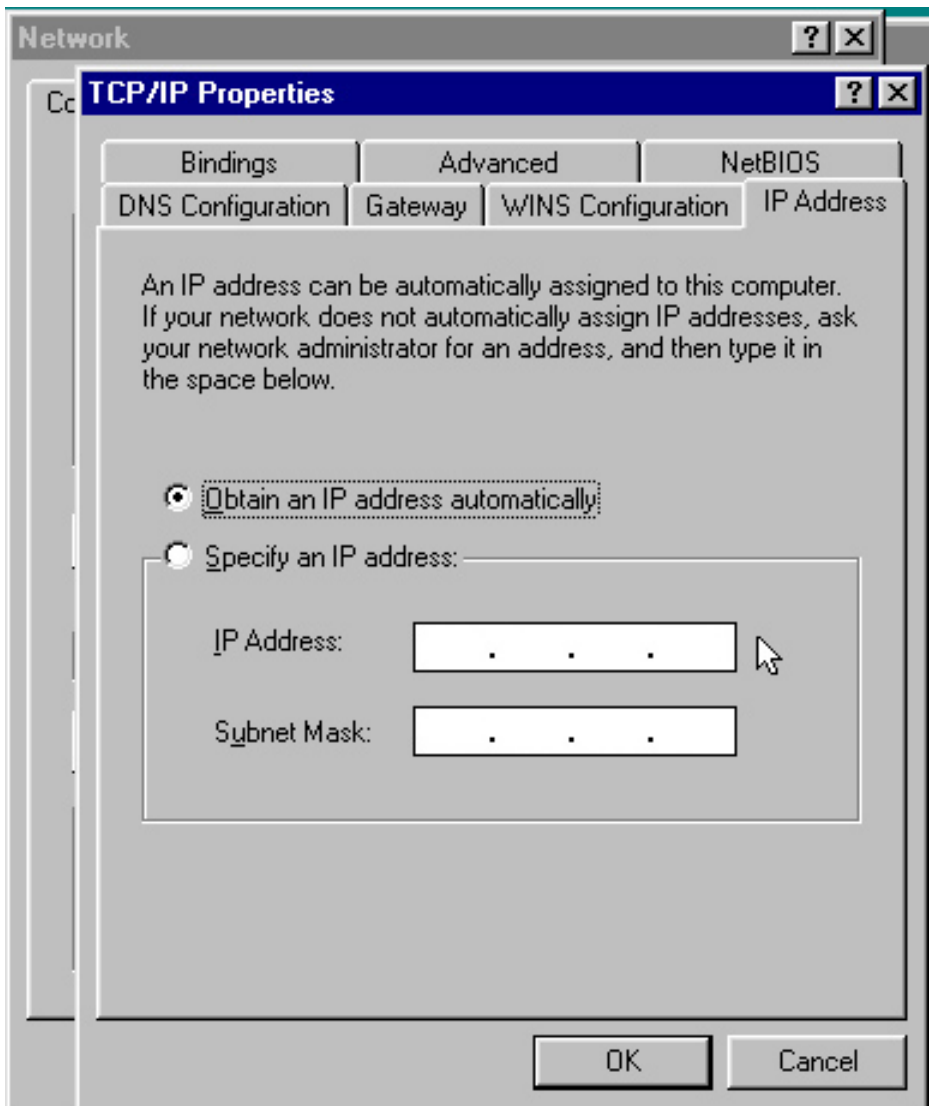 Network
Co
TCP/IP Properties
Bindings
Advanced
NetBIOS
DNS Configuration
Gateway
WINS Configuration
IP Address
An IP address can be automatically assigned to this computer.
If your network does not automatically assign IP addresses, ask
your network administrator for an address, and then type it in
the space below.
Obtain an IP address automatically
Specify an IP address:
IP Address:
. . .
Subnet Mask:
. . .
OK
Cancel